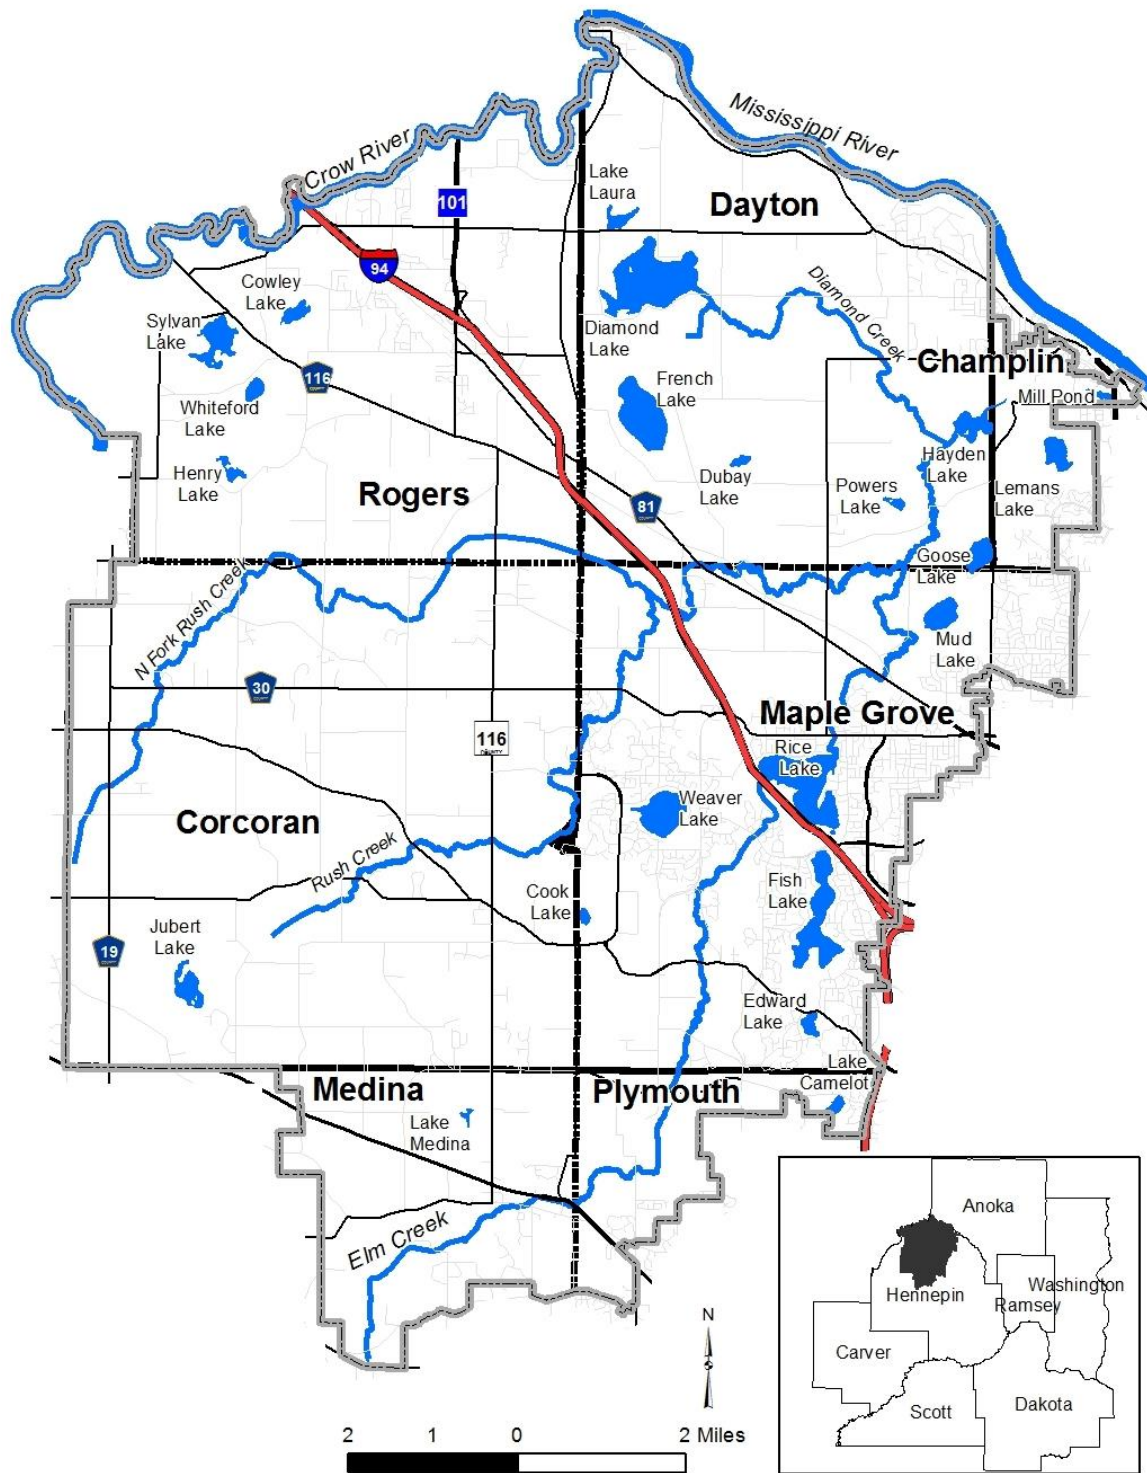 Mississippi River
Crow River
Lake
Laura
Dayton
101
94
Cowley
Lake
Diamond Creek
Sylvan
Lake
Diamond
Lake
Champlin
116
French
Lake
Mill Pond
Whiteford
Lake
Hayden
Lake
Henry
Lake
Dubay
Lake
Powers
Lake
Lemans
Lake
Rogers
81
COUNTY
Goose
Lake
N Fork Rush Creek
Mud
Lake
30
Maple Grove
116
COUNTY
Rice
Lake
Weaver
Lake
Corcoran
Rush Creek
Fish
Lake
Cook
Lake
Jubert
Lake
19
Edward
Lake
Lake
Camelot
Medina
Plymouth
Lake
Medina
Elm Creek
Anoka
Hennepin
Washington
Ramsey
Carver
Scott
Dakota
N
2 1 0 2 Miles